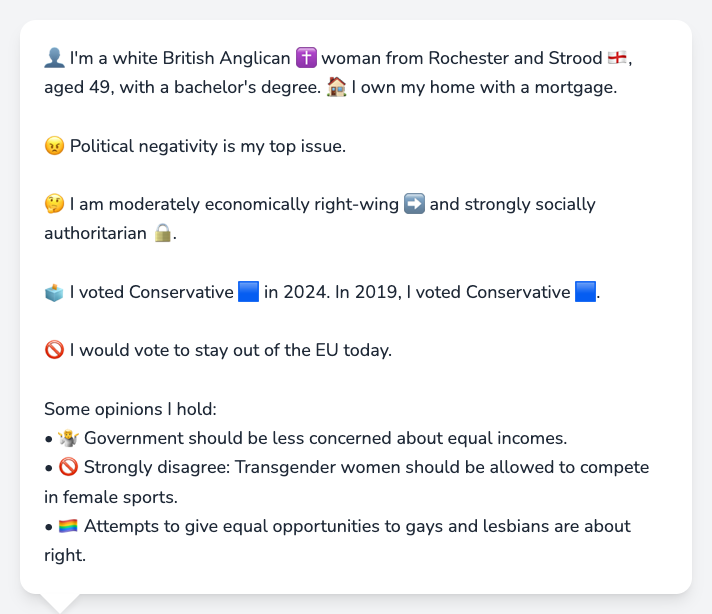 👤 I'm a white British Anglican ✝️ woman from Rochester and Strood 🏴󠁧󠁢󠁥󠁮󠁧󠁿,
aged 49, with a bachelor's degree. 🏠 I own my home with a mortgage.
😠 Political negativity is my top issue.
🤔 I am moderately economically right-wing ➡️ and strongly socially
authoritarian 🔒.
🗳️ I voted Conservative 🟦 in 2024. In 2019, I voted Conservative 🟦.
🚫 I would vote to stay out of the EU today.
Some opinions I hold:
• 🤷 Government should be less concerned about equal incomes.
• 🚫 Strongly disagree: Transgender women should be allowed to compete
in female sports.
• 🏳️‍🌈 Attempts to give equal opportunities to gays and lesbians are about
right.